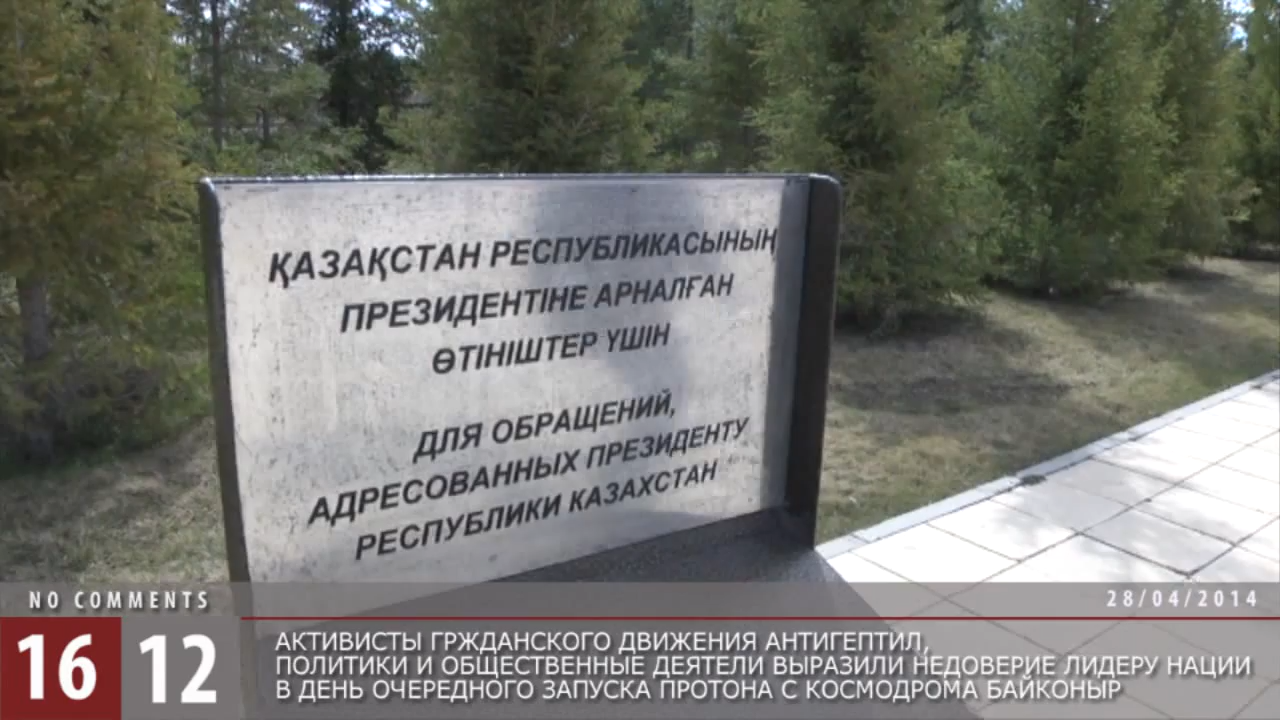 ҚАЗАҚСТАН РЕСПУБЛИКАСЫНЫҢ
ПРЕЗИДЕНТІНЕ АРНАЛҒАН
ӨТІНІШТЕР ҮШІН
ДЛЯ ОБРАЩЕНИЙ,
АДРЕСОВАННЫХ ПРЕЗИДЕНТУ
РЕСПУБЛИКИ КАЗАХСТАН
NO COMMENTS
28/04/2014
16 12
АКТИВИСТЫ ГРЖДАНСКОГО ДВИЖЕНИЯ АНТИГЕПТИЛ,
ПОЛИТИКИ И ОБЩЕСТВЕННЫЕ ДЕЯТЕЛИ ВЫРАЗИЛИ НЕДОВЕРИЕ ЛИДЕРУ НАЦИИ
В ДЕНЬ ОЧЕРЕДНОГО ЗАПУСКА ПРОТОНА С КОСМОДРОМА БАЙКОНЫР